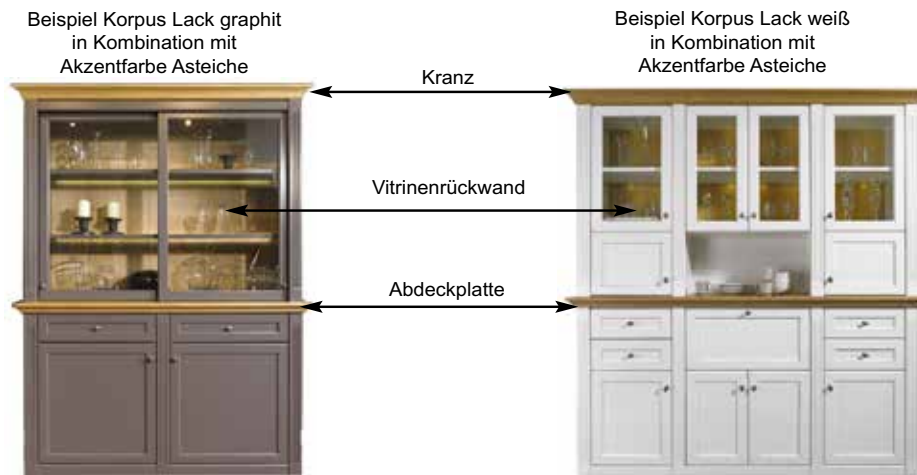 Beispiel Korpus Lack graphit
in Kombination mit
Akzentfarbe Asteiche
Beispiel Korpus Lack weiß
in Kombination mit
Akzentfarbe Asteiche
Kranz
Vitrinenrückwand
Abdeckplatte